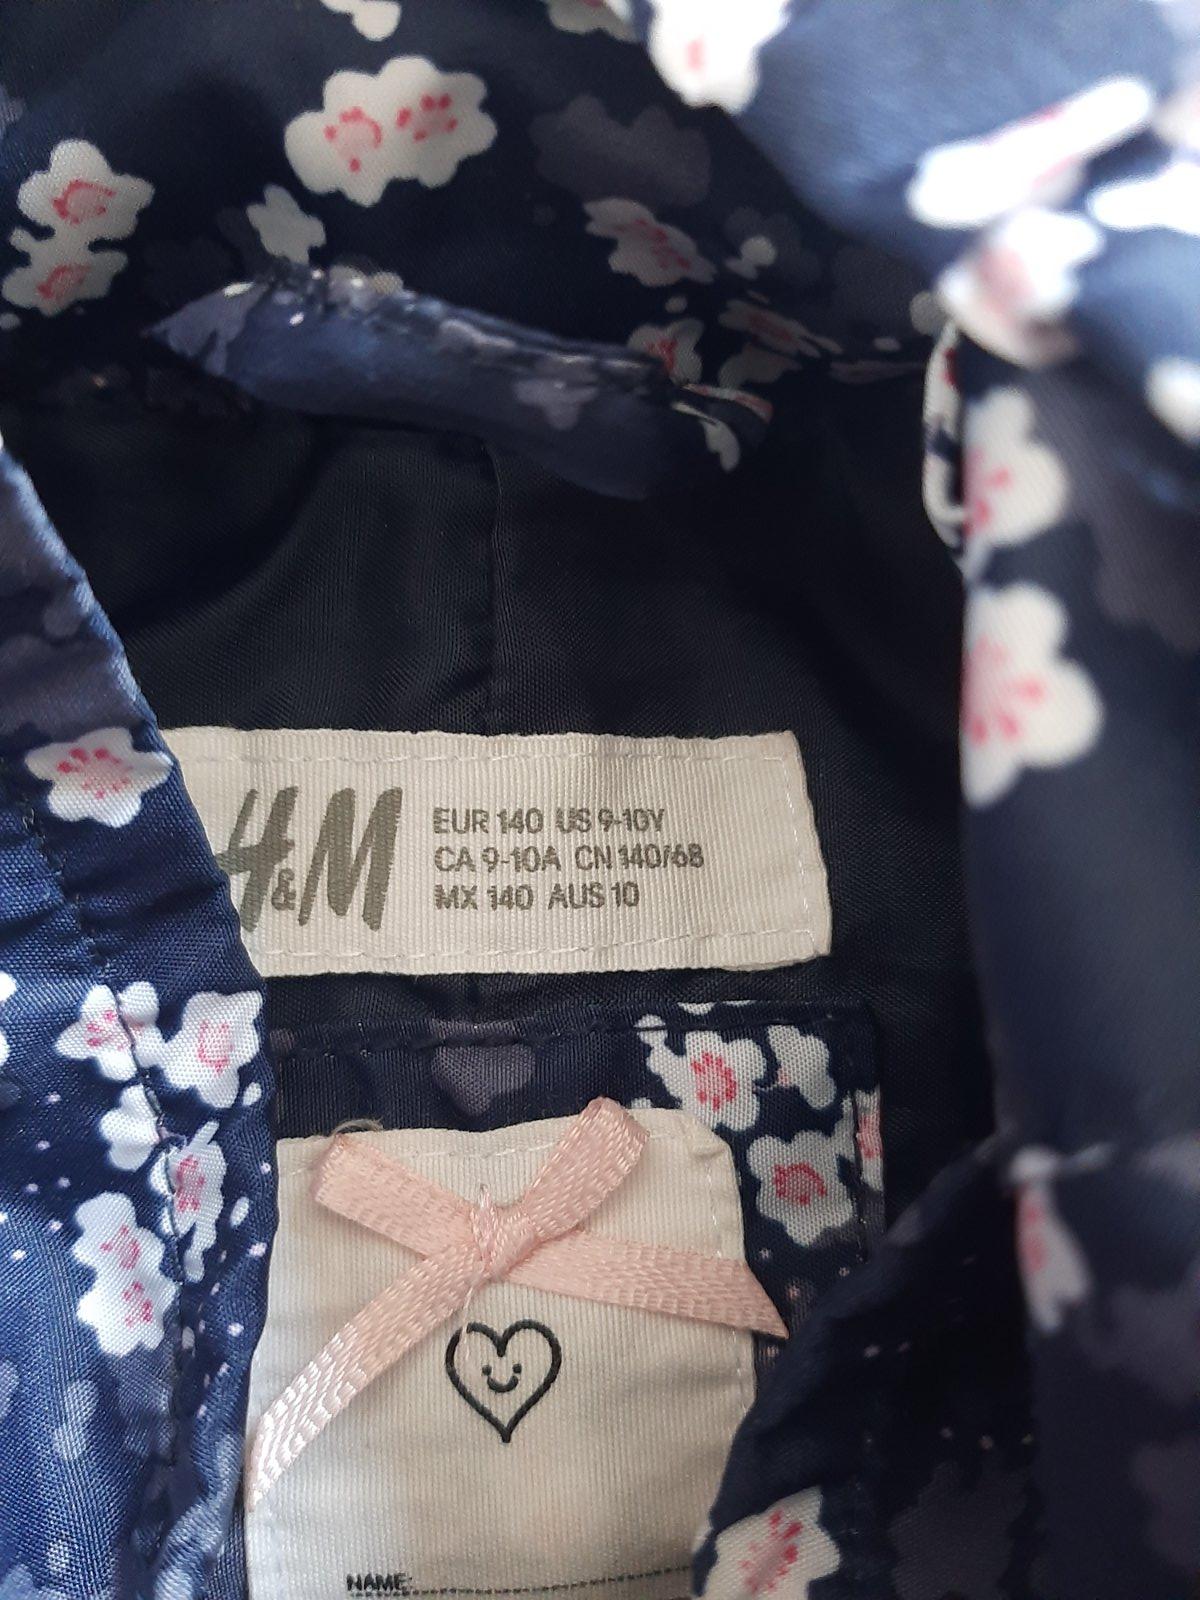 H&M
EUR 140 US 9-10Y
CA 9-10A CN 140/68
MX 140 AUS 10
NAME: